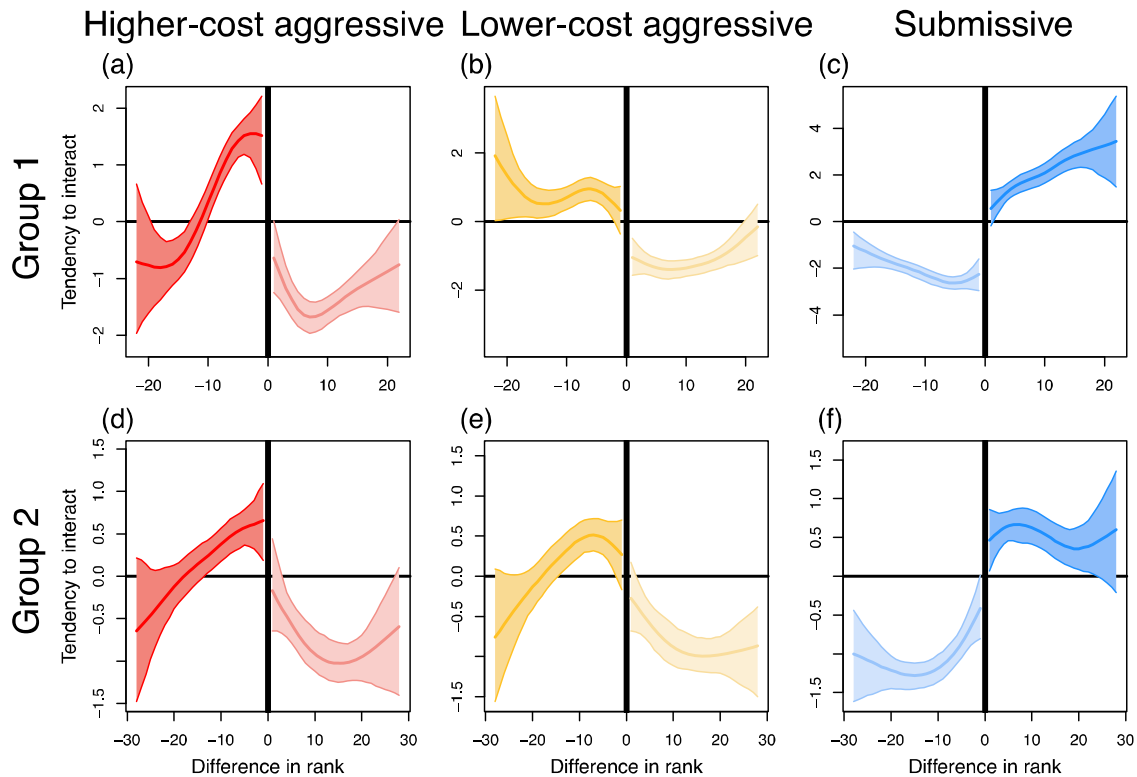 Higher-cost aggressive Lower-cost aggressive Submissive
(a) (b) (c)
Group 1
Tendency to interact
2
1
0
−1
−2
2
0
−2
4
2
0
−2
−4
−20 −10 0 10 20
−20 −10 0 10 20
−20 −10 0 10 20
(d) (e) (f)
Group 2
Tendency to interact
1.5
1.0
0.5
0.0
−0.5
−1.5
1.5
1.0
0.5
0.0
−0.5
−1.5
1.5
0.5
−0.5
−1.5
−30 −20 −10 0 10 20 30
−30 −20 −10 0 10 20 30
−30 −20 −10 0 10 20 30
Difference in rank Difference in rank Difference in rank